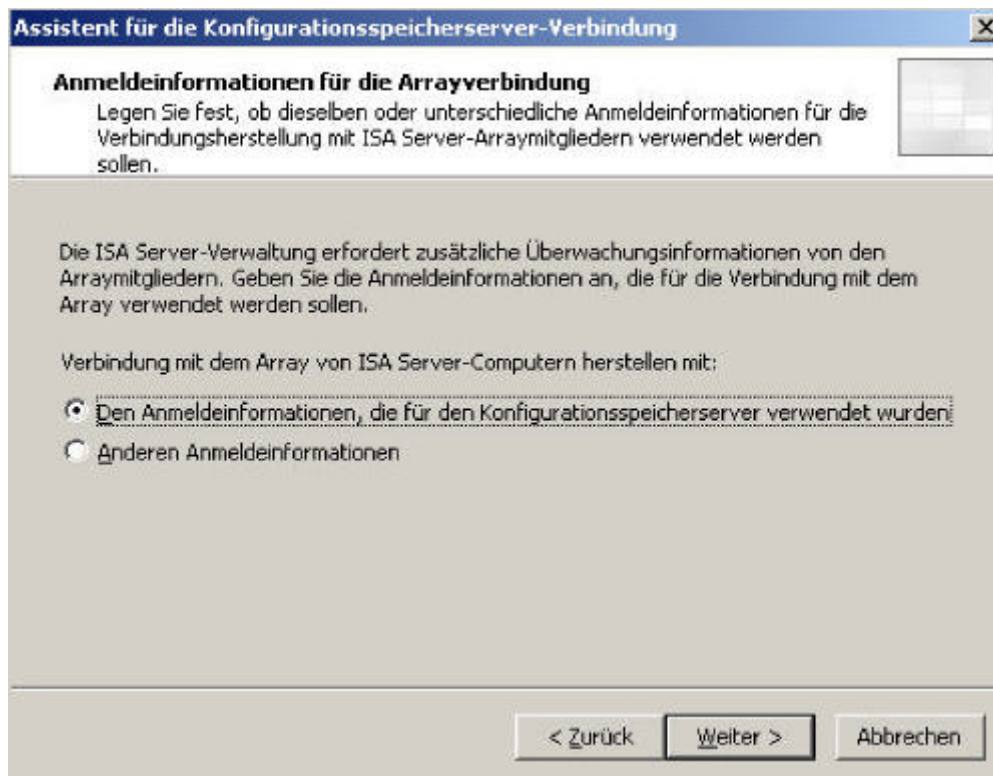 Assistent für die Konfigurationsspeicherserver-Verbindung
Anmeldeinformationen für die Arrayverbindung
Legen Sie fest, ob dieselben oder unterschiedliche Anmeldeinformationen für die
Verbindungsherstellung mit ISA Server-Arraymitgliedern verwendet werden
sollen.
Die ISA Server-Verwaltung erfordert zusätzliche Überwachungsinformationen von den
Arraymitgliedern. Geben Sie die Anmeldeinformationen an, die für die Verbindung mit dem
Array verwendet werden sollen.
Verbindung mit dem Array von ISA Server-Computern herstellen mit:
Den Anmeldeinformationen, die für den Konfigurationsspeicherserver verwendet wurden
Anderen Anmeldeinformationen
< Zurück Weiter > Abbrechen